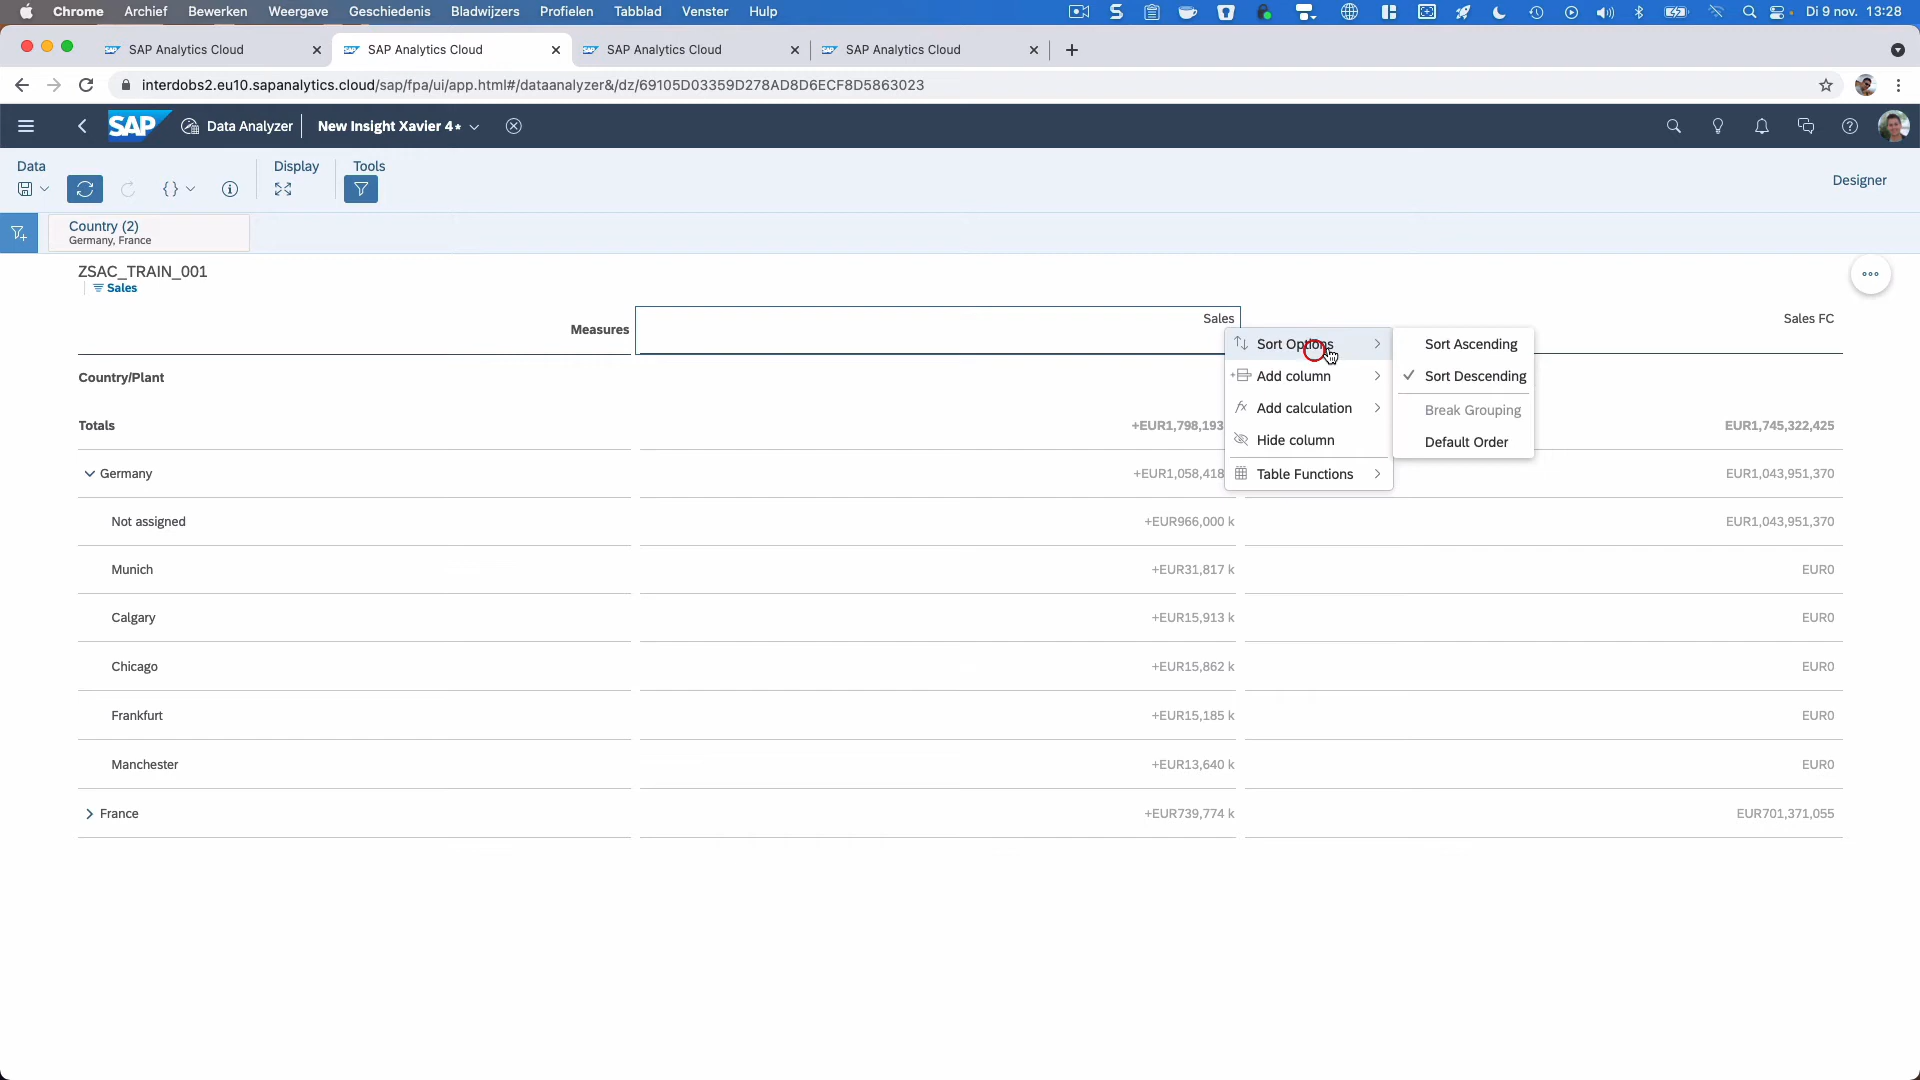 Chrome Archief Bewerken Weergave Geschiedenis Bladwijzers Profielen Tabblad Venster Hulp Di 9 nov. 13:28
SAP Analytics Cloud SAP Analytics Cloud SAP Analytics Cloud SAP Analytics Cloud
interdobs2.eu10.sapanalytics.cloud/sap/fpa/ui/app.html#/dataanalyzer&/dz/69105D03359D278AD8D6ECF8D5863023
SAP Data Analyzer New Insight Xavier 4*
Data Display Tools
Designer
Country (2)
Germany, France
ZSAC_TRAIN_001
Sales
Measures Sales Sales FC
Sort Options Sort Ascending
Add column Sort Descending
Country/Plant
Add calculation Break Grouping
Totals +EUR1,798,193 EUR1,745,322,425
Hide column Default Order
Germany +EUR1,058,418 Table Functions EUR1,043,951,370
Not assigned +EUR966,000 k EUR1,043,951,370
Munich +EUR31,817 k EUR0
Calgary +EUR15,913 k EUR0
Chicago +EUR15,862 k EUR0
Frankfurt +EUR15,185 k EUR0
Manchester +EUR13,640 k EUR0
France +EUR739,774 k EUR701,371,055